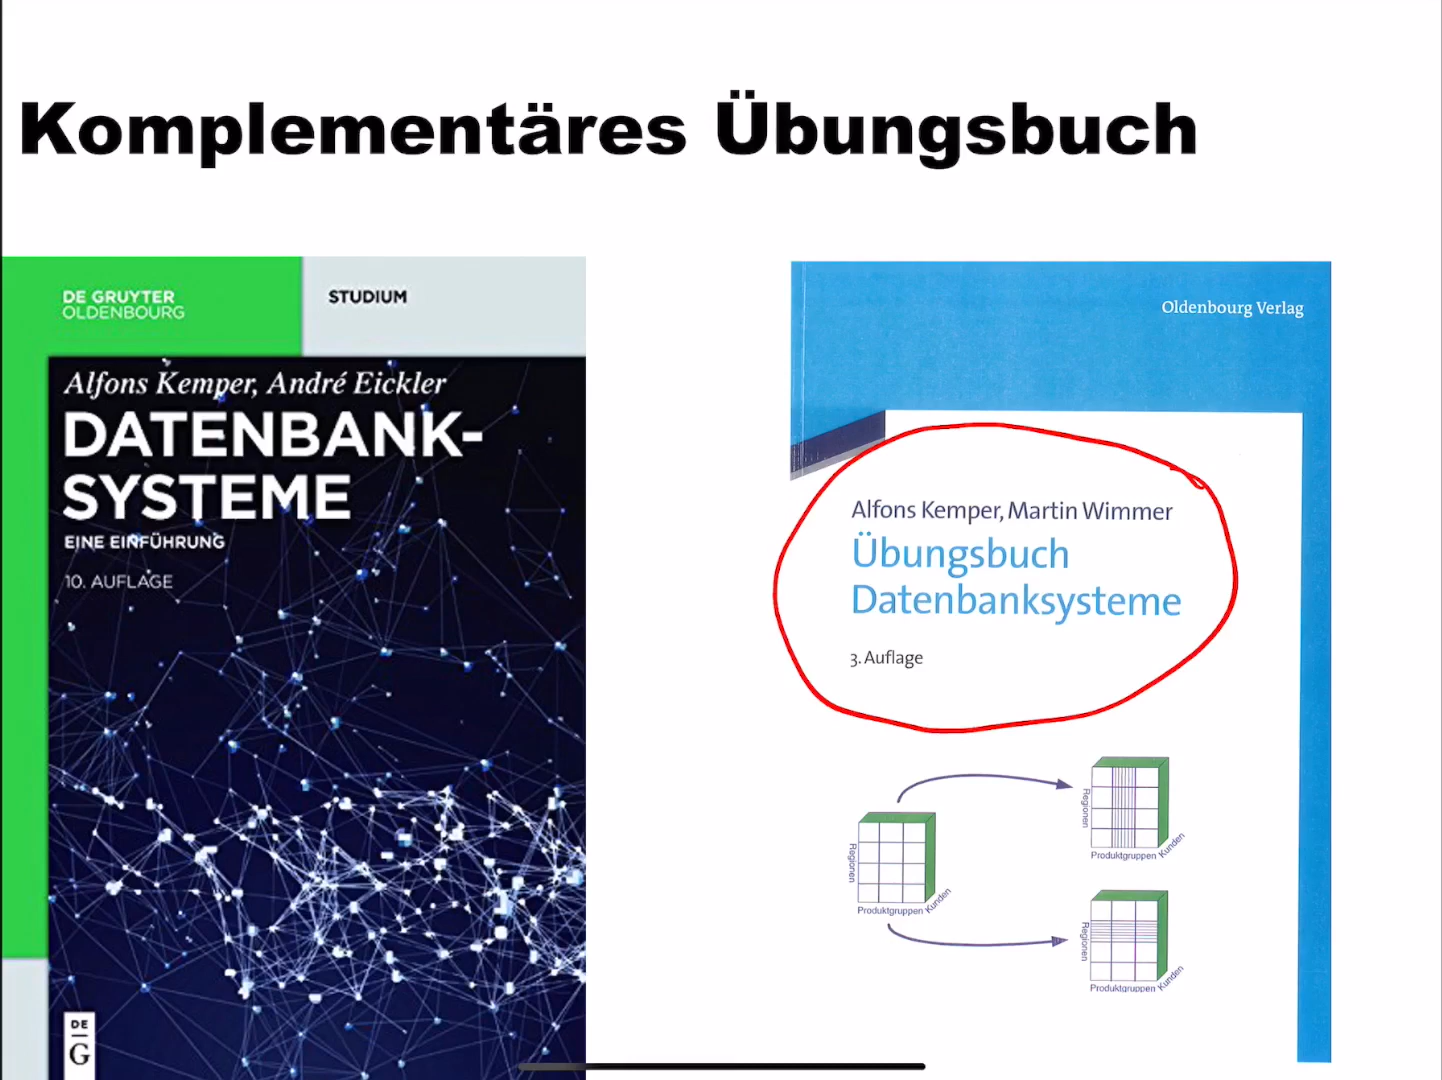 Komplementäres Übungsbuch
DE GRUYTER
OLDENBOURG
STUDIUM
Alfons Kemper, André Eickler
DATENBANK-
SYSTEME
EINE EINFÜHRUNG
10. AUFLAGE
DE
G
Oldenbourg Verlag
Alfons Kemper, Martin Wimmer
Übungsbuch
Datenbanksysteme
3. Auflage
Regionen
Produktgruppen
Kunden
Regionen
Produktgruppen
Kunden
Regionen
Produktgruppen
Kunden